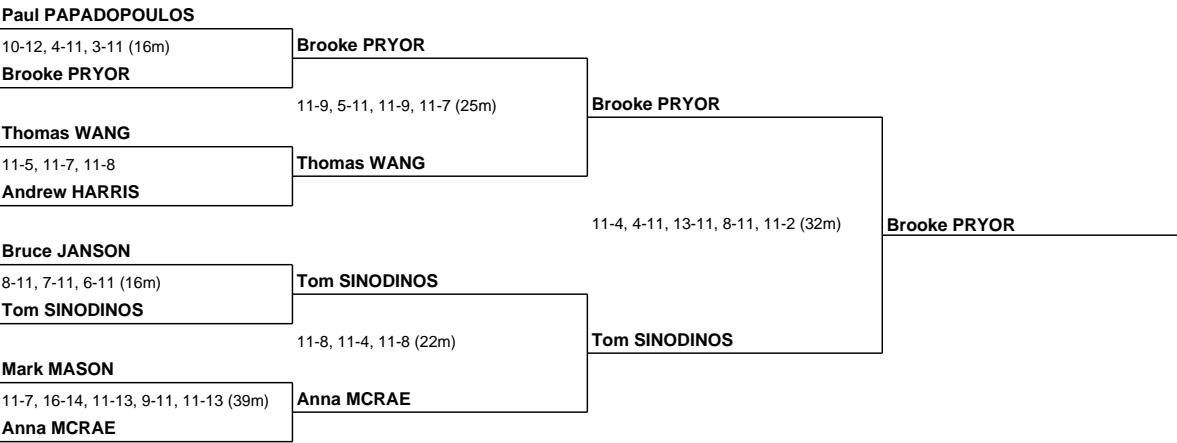 Paul PAPADOPOULOS
10-12, 4-11, 3-11 (16m)
Brooke PRYOR
Brooke PRYOR
11-9, 5-11, 11-9, 11-7 (25m)
Brooke PRYOR
Thomas WANG
11-5, 11-7, 11-8
Thomas WANG
Andrew HARRIS
11-4, 4-11, 13-11, 8-11, 11-2 (32m)
Brooke PRYOR
Bruce JANSON
8-11, 7-11, 6-11 (16m)
Tom SINODINOS
Tom SINODINOS
11-8, 11-4, 11-8 (22m)
Tom SINODINOS
Mark MASON
11-7, 16-14, 11-13, 9-11, 11-13 (39m)
Anna MCRAE
Anna MCRAE